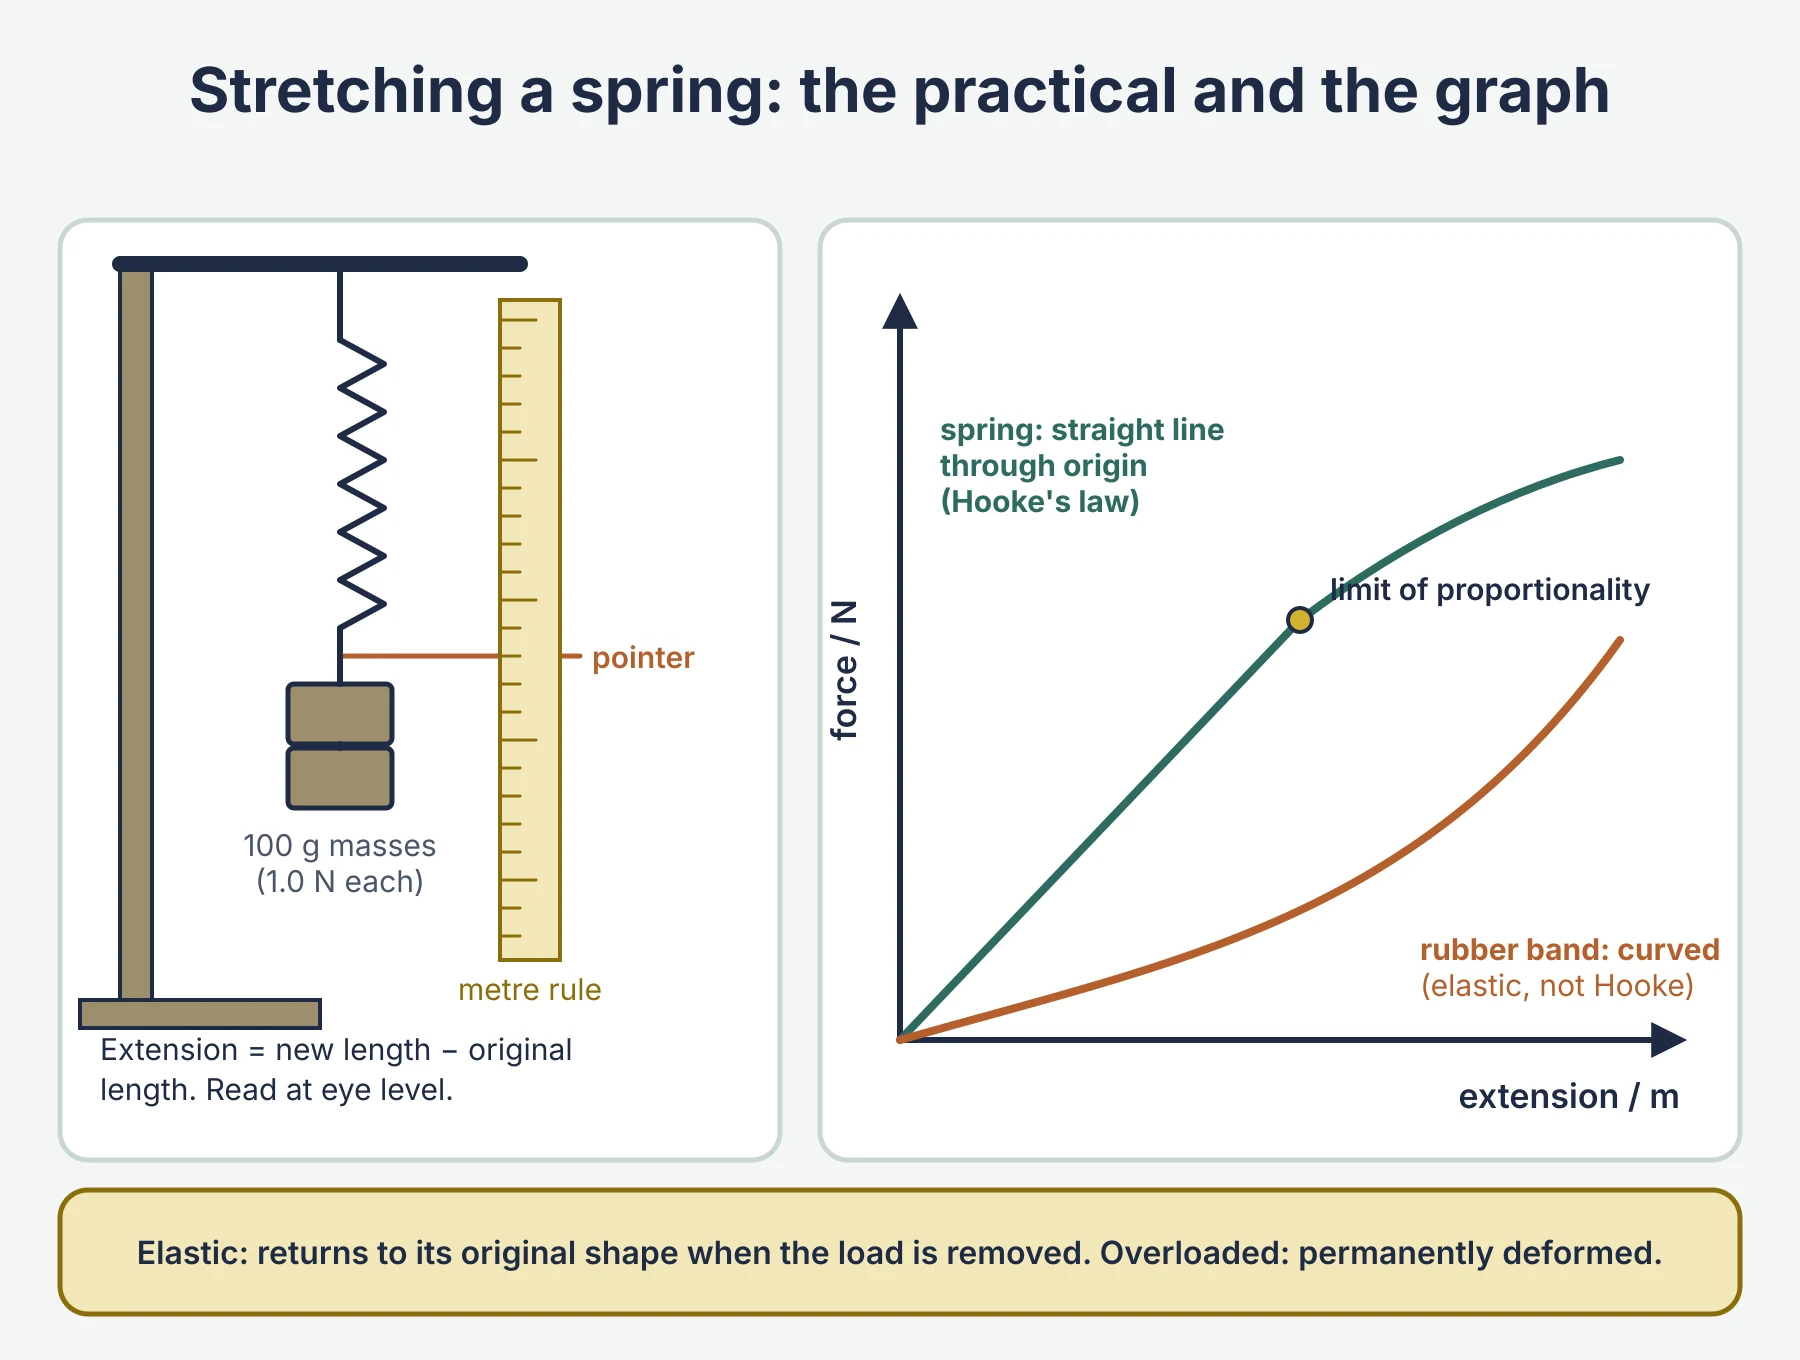 Stretching a spring: the practical and the graph
pointer
100 g masses
(1.0 N each)
metre rule
Extension = new length − original
length. Read at eye level.
spring: straight line
through origin
(Hooke's law)
limit of proportionality
force / N
rubber band: curved
(elastic, not Hooke)
extension / m
Elastic: returns to its original shape when the load is removed. Overloaded: permanently deformed.